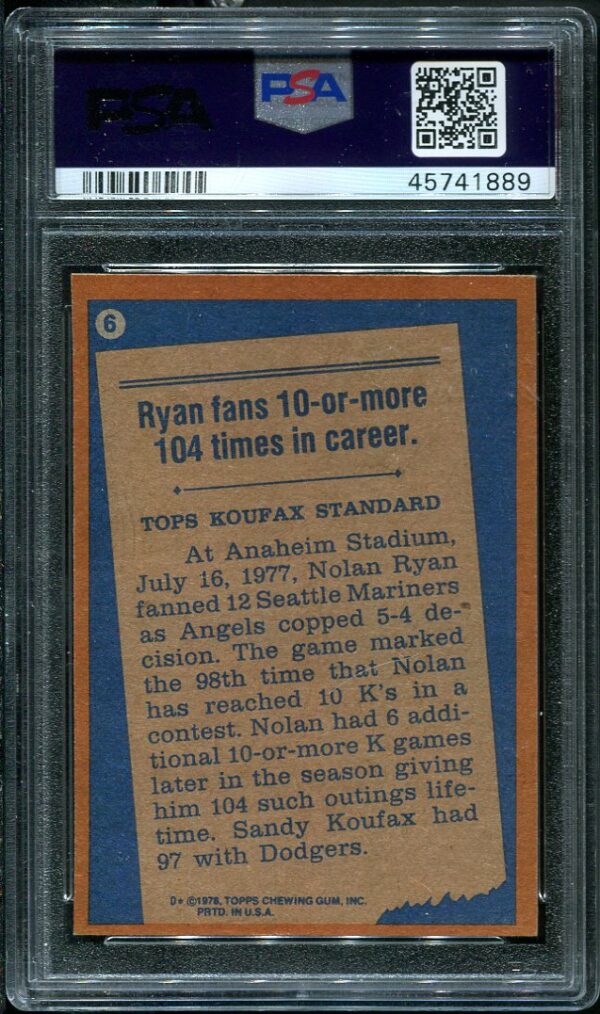 PSA
PSA
45741889
6
Ryan fans 10-or-more
104 times in career.
TOPS KOUFAX STANDARD
At Anaheim Stadium,
July 16, 1977, Nolan Ryan
fanned 12 Seattle Mariners
as Angels copped 5-4 de-
cision. The game marked
the 98th time that Nolan
has reached 10 K's in a
contest. Nolan had 6 addi-
tional 10-or-more K games
later in the season giving
him 104 such outings life-
time. Sandy Koufax had
97 with Dodgers.
D* ©1978, TOPPS CHEWING GUM, INC.
PRTD. IN U.S.A.